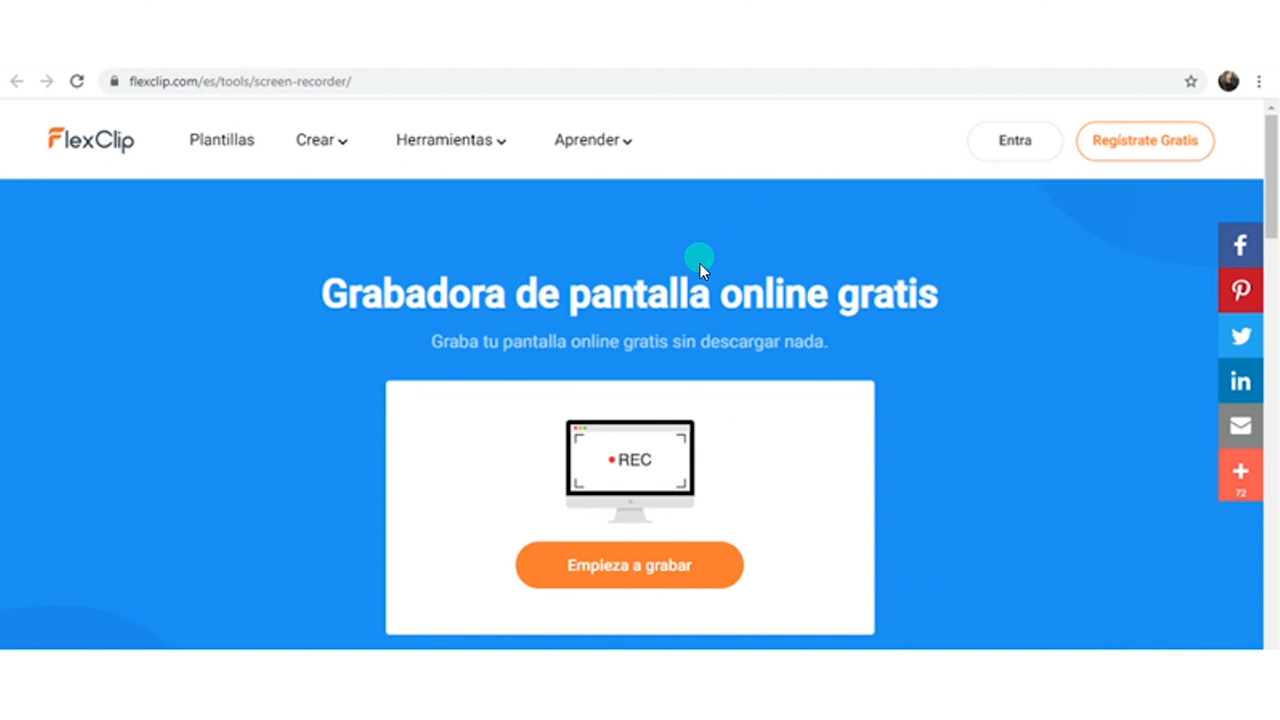 flexclip.com/es/tools/screen-recorder/
FlexClip Plantillas Crear Herramientas Aprender Entra Regístrate Gratis
Grabadora de pantalla online gratis
Graba tu pantalla online gratis sin descargar nada.
REC
Empieza a grabar
72